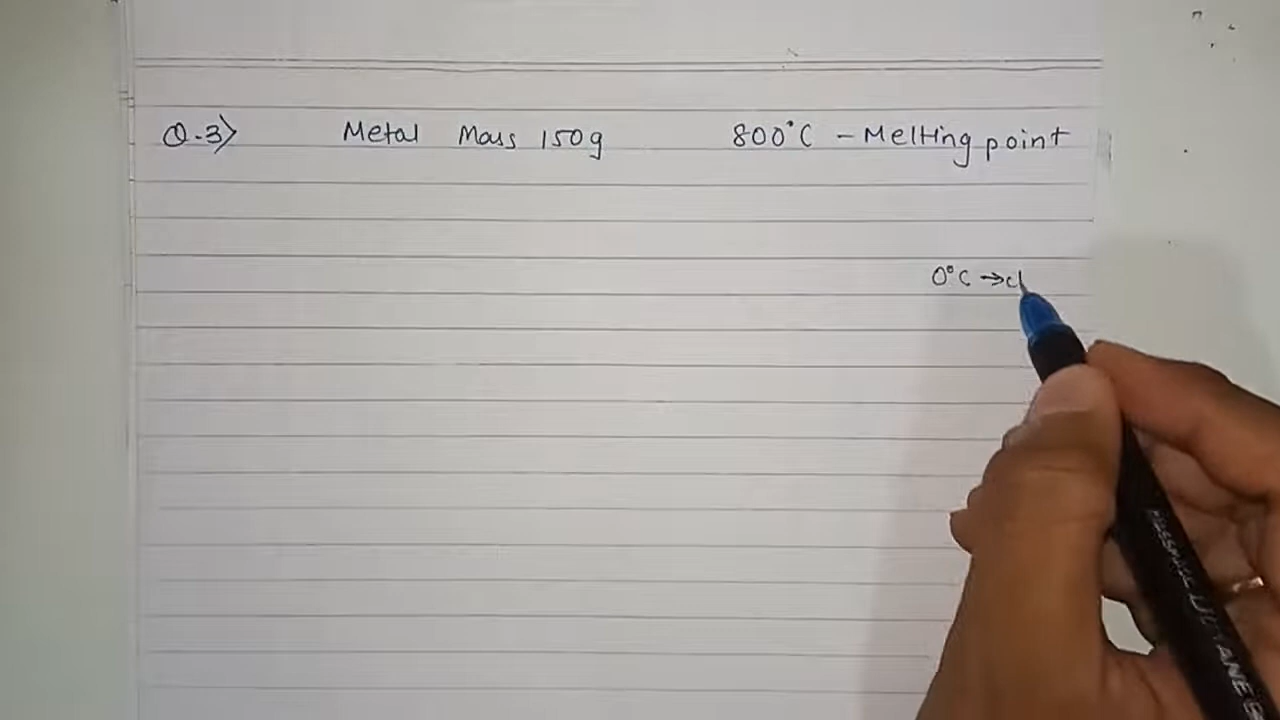 Q.3) Metal Mass 150g 800°C - Melting point
0°C →